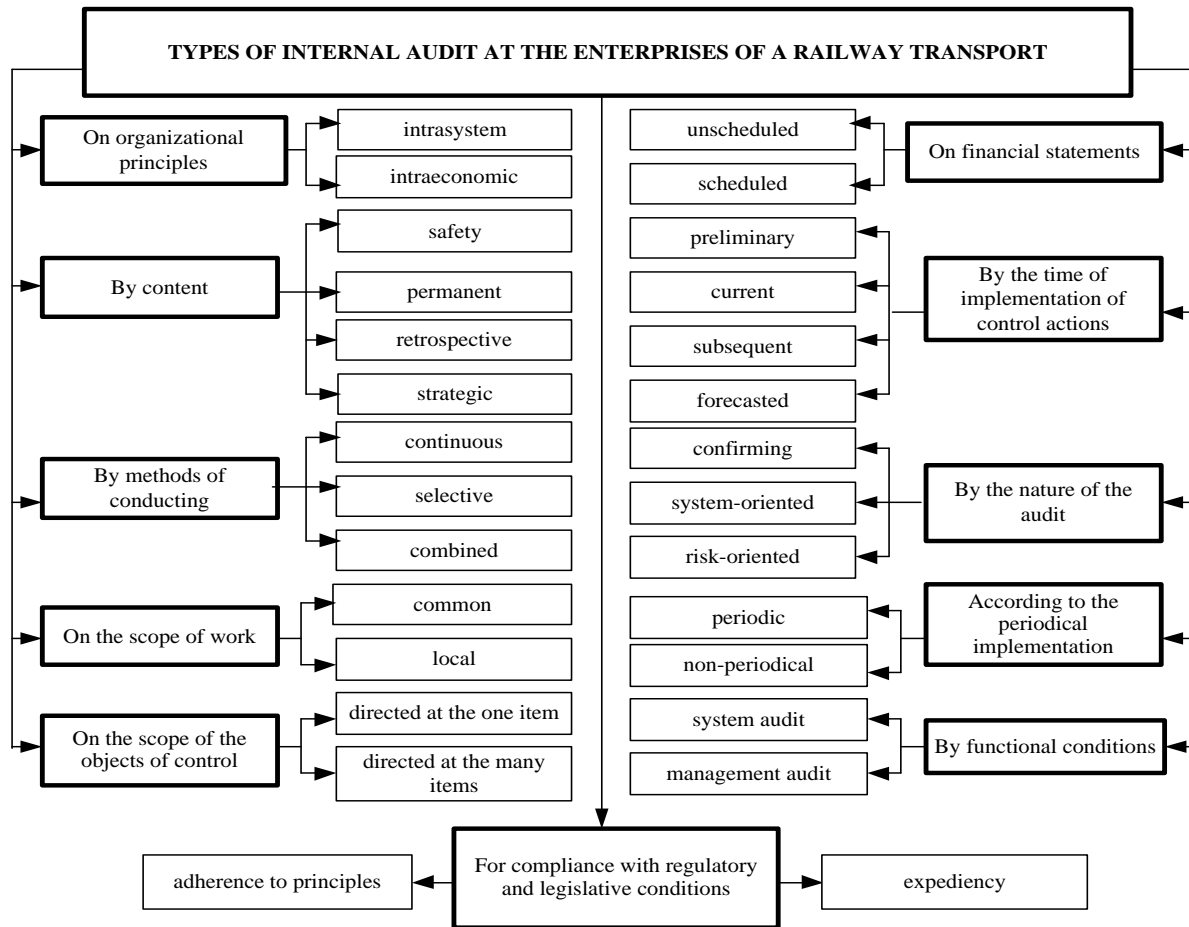 TYPES OF INTERNAL AUDIT AT THE ENTERPRISES OF A RAILWAY TRANSPORT
On organizational
principles
intrasystem
intraeconomic
By content
safety
permanent
retrospective
strategic
By methods of
conducting
continuous
selective
combined
On the scope of work
common
local
On the scope of the
objects of control
directed at the one item
directed at the many
items
unscheduled
scheduled
On financial statements
preliminary
current
subsequent
forecasted
By the time of
implementation of
control actions
confirming
system-oriented
risk-oriented
By the nature of the
audit
periodic
non-periodical
According to the
periodical
implementation
system audit
management audit
By functional conditions
adherence to principles
For compliance with regulatory
and legislative conditions
expediency